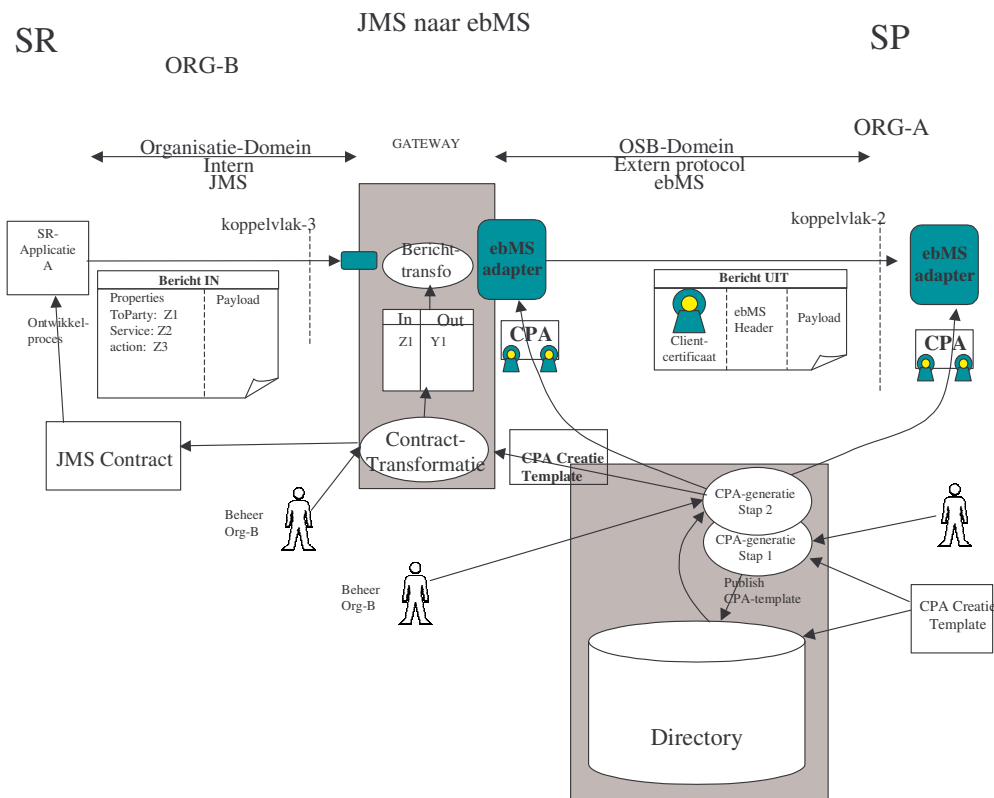 JMS naar ebMS
SR
SP
ORG-B
ORG-A
Organisatie-Domein
Intern
JMS
GATEWAY
OSB-Domein
Extern protocol
ebMS
koppelvlak-3
koppelvlak-2
SR-
Applicatie
A
Bericht-
transfo
ebMS
adapter
ebMS
adapter
Bericht IN
Properties
ToParty: Z1
Service: Z2
action: Z3
Payload
Bericht UIT
Client-
certificaat
ebMS
Header
Payload
Ontwikkel-
proces
In
Out
Z1
Y1
CPA
CPA
JMS Contract
Contract-
Transformatie
CPA Creatie
Template
Beheer
Org-B
CPA-generatie
Stap 2
CPA-generatie
Stap 1
Beheer
Org-B
Publish
CPA-template
CPA Creatie
Template
Directory